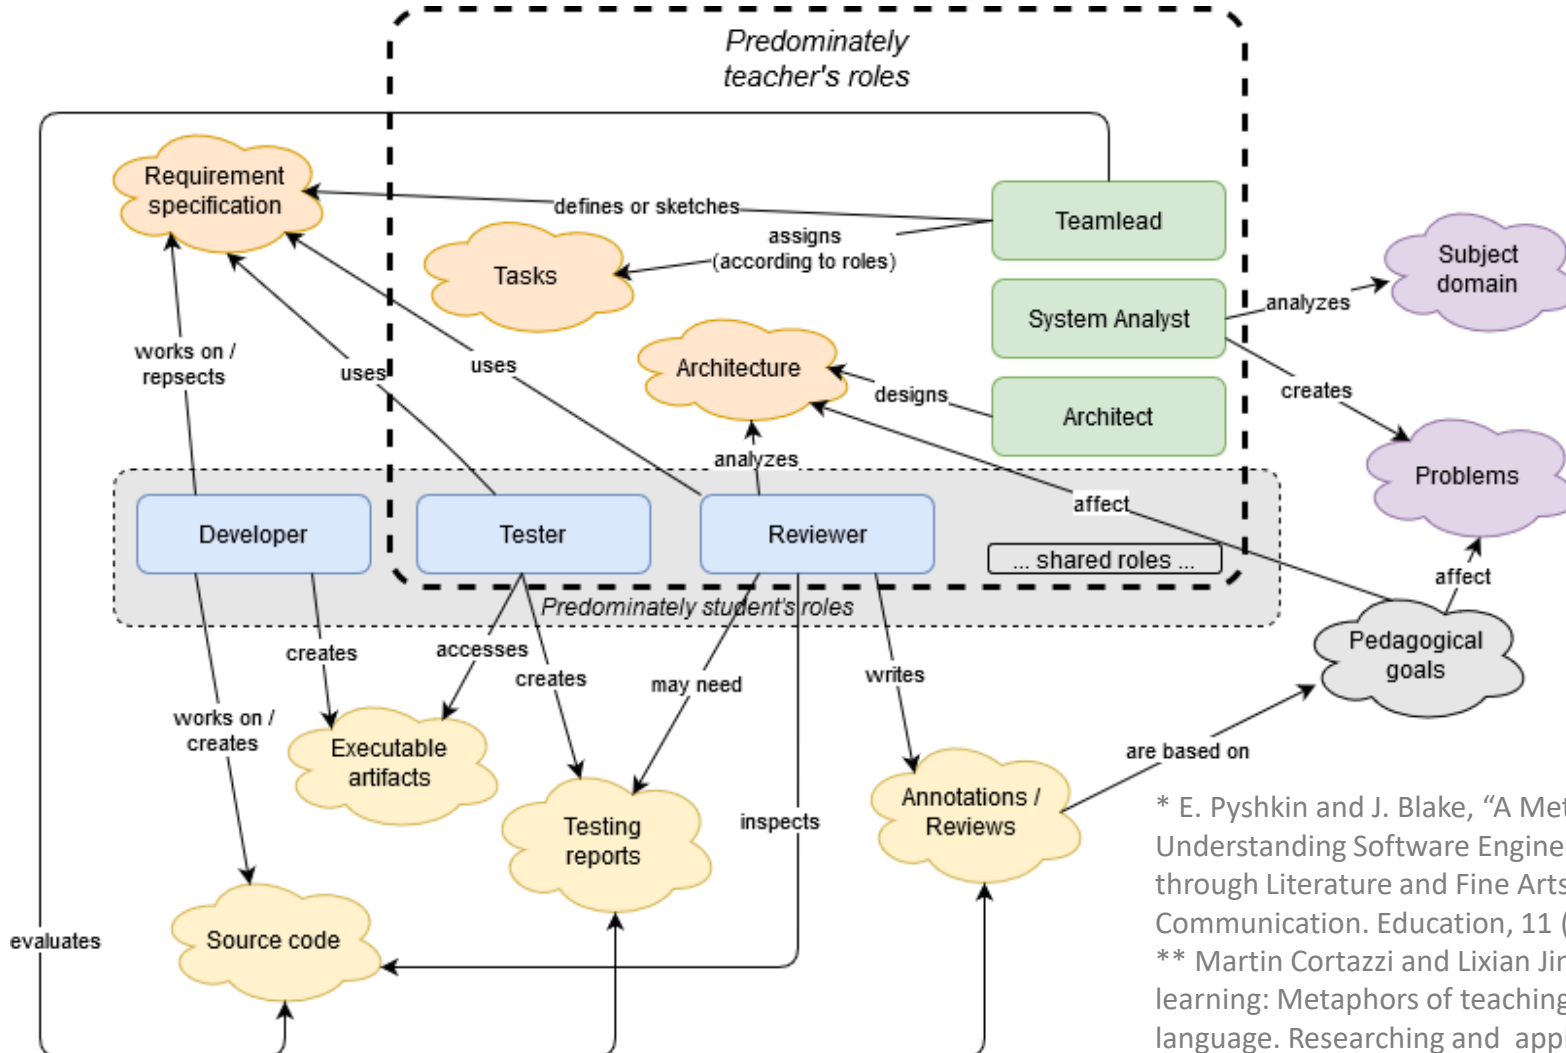 Predominately
teacher's roles
Requirement
specification
defines or sketches
Teamlead
assigns
(according to roles)
Tasks
Subject
domain
analyzes
System Analyst
works on /
repsects
uses
uses
Architecture
designs
Architect
creates
analyzes
Problems
affect
Developer
Tester
Reviewer
... shared roles ...
affect
Predominately student's roles
Pedagogical
goals
creates
accesses
creates
may need
writes
works on /
creates
Executable
artifacts
are based on
Annotations /
Reviews
Testing
reports
inspects
evaluates
Source code
* E. Pyshkin and J. Blake, “A
Understanding Software
through Literature and Fine Arts
Communication. Education, 11 (
** Martin Cortazzi and Lixian
learning: Metaphors of teaching
language. Researching and